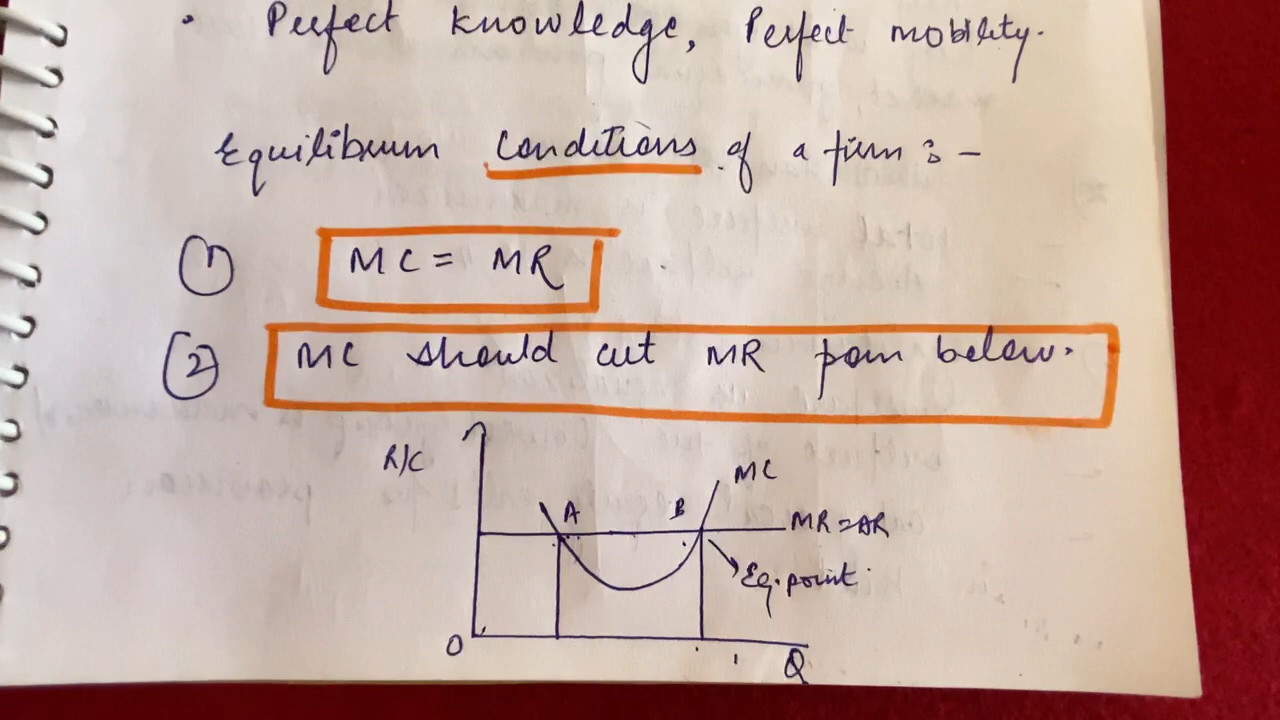 • Perfect knowledge, Perfect mobility.
Equilibrium conditions of a firm :-
① MC = MR
② MC should cut MR from below.
R/C
MC
A
B
MR = AR
Eq. point
O
Q